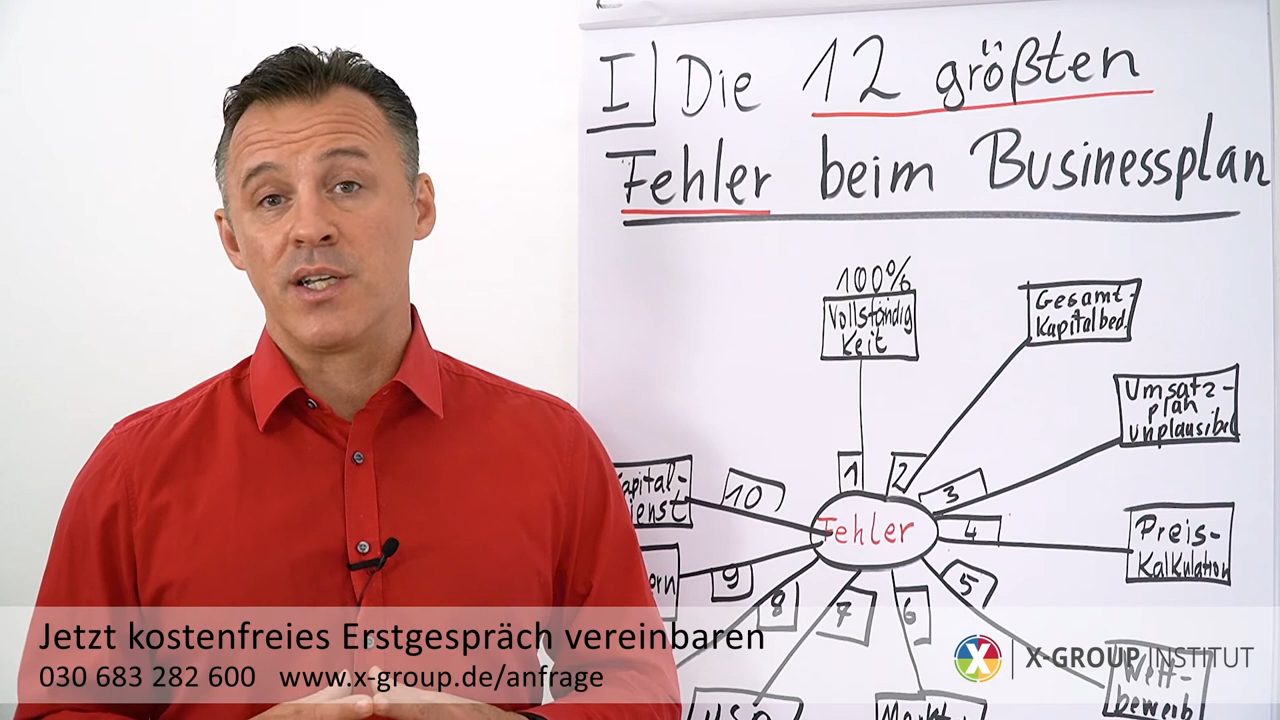 I Die 12 größten
Fehler beim Businessplan
100%
Vollständig
Keit
Gesamt-
Kapitalbed.
Umsatz-
plan
unplausibel
Preis-
Kalkulation
Wett-
bewerb
Markt
USP
1
2
3
4
5
6
7
8
9
10
Fehler
Jetzt kostenfreies Erstgespräch vereinbaren
030 683 282 600 www.x-group.de/anfrage
X-GROUP INSTITUT